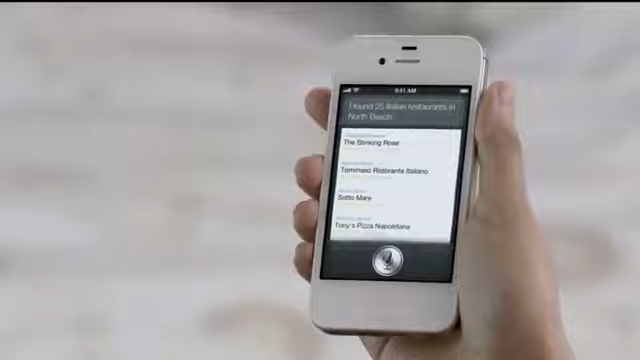 9:41 AM
I found 25 Italian restaurants in
North Beach
The Stinking Rose
Tommaso Ristorante Italiano
Sotto Mare
Tony's Pizza Napoletana